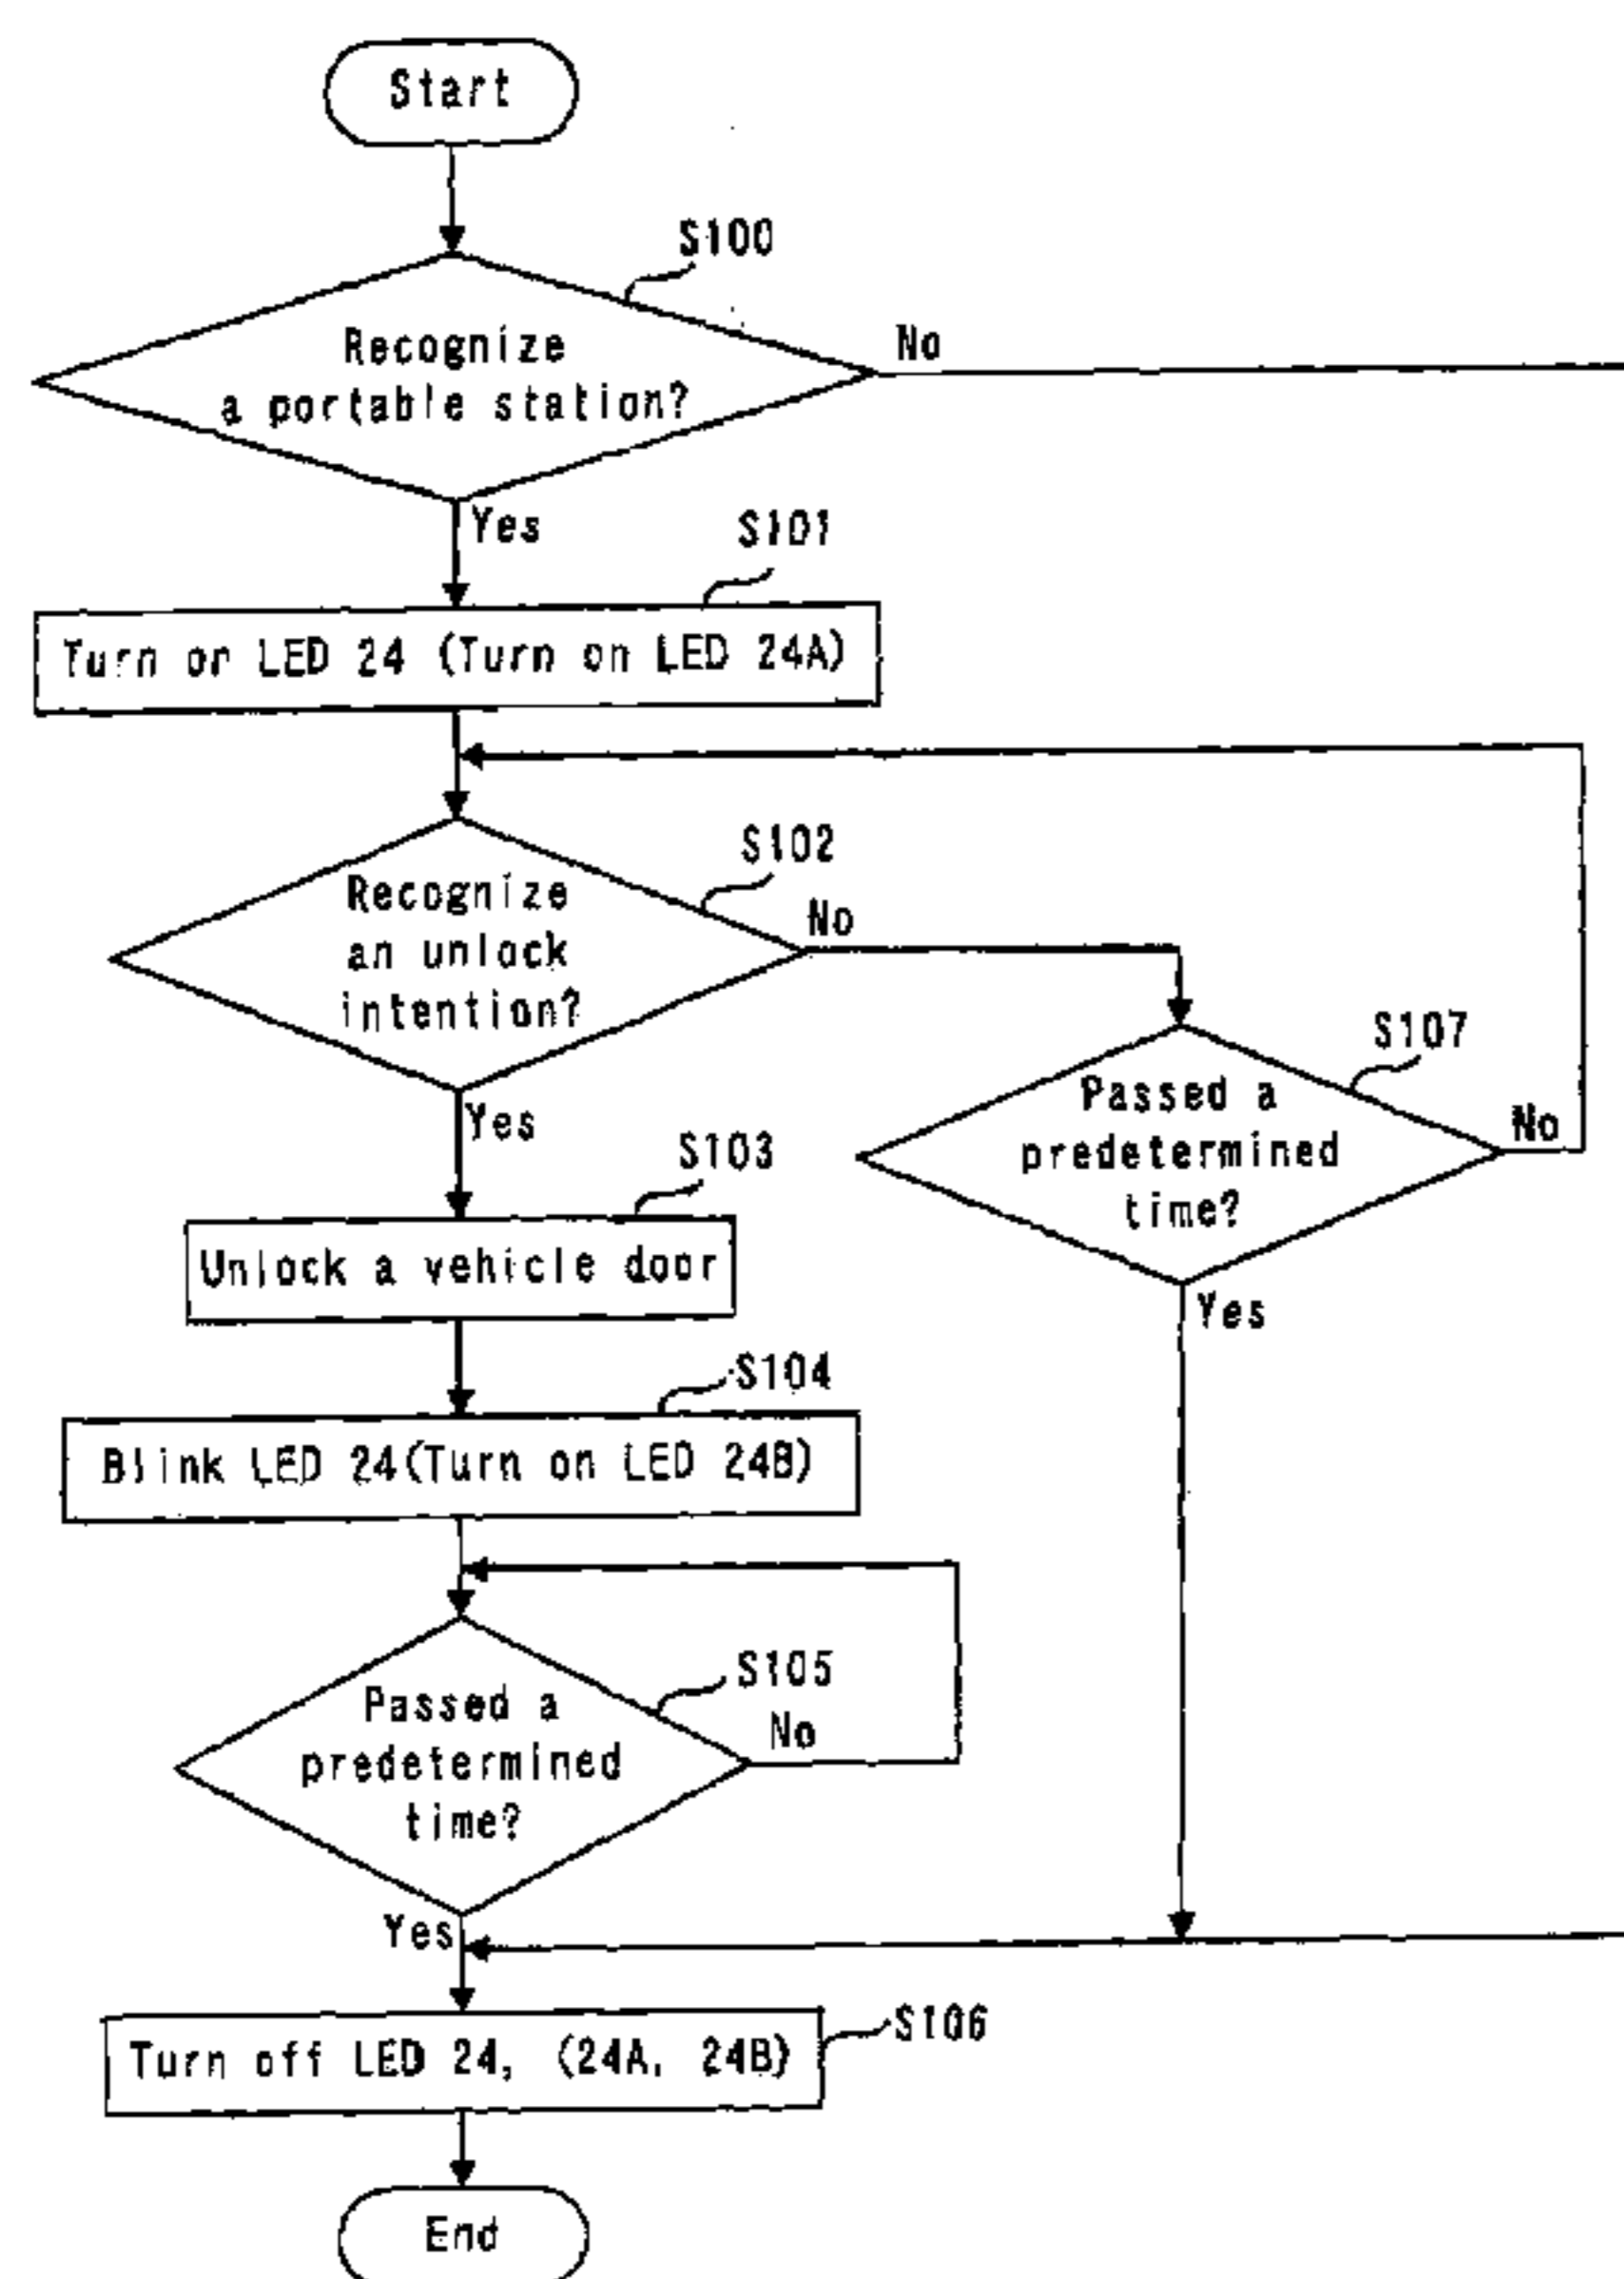 Start
S100
Recognize
a portable station?
No
Yes
S101
Turn on LED 24 (Turn on LED 24A)
S102
Recognize
an unlock
intention?
No
Yes
S107
Passed a
predetermined
time?
No
Yes
S103
Unlock a vehicle door
S104
Blink LED 24(Turn on LED 24B)
S105
Passed a
predetermined
time?
No
Yes
S106
Turn off LED 24, (24A, 24B)
End